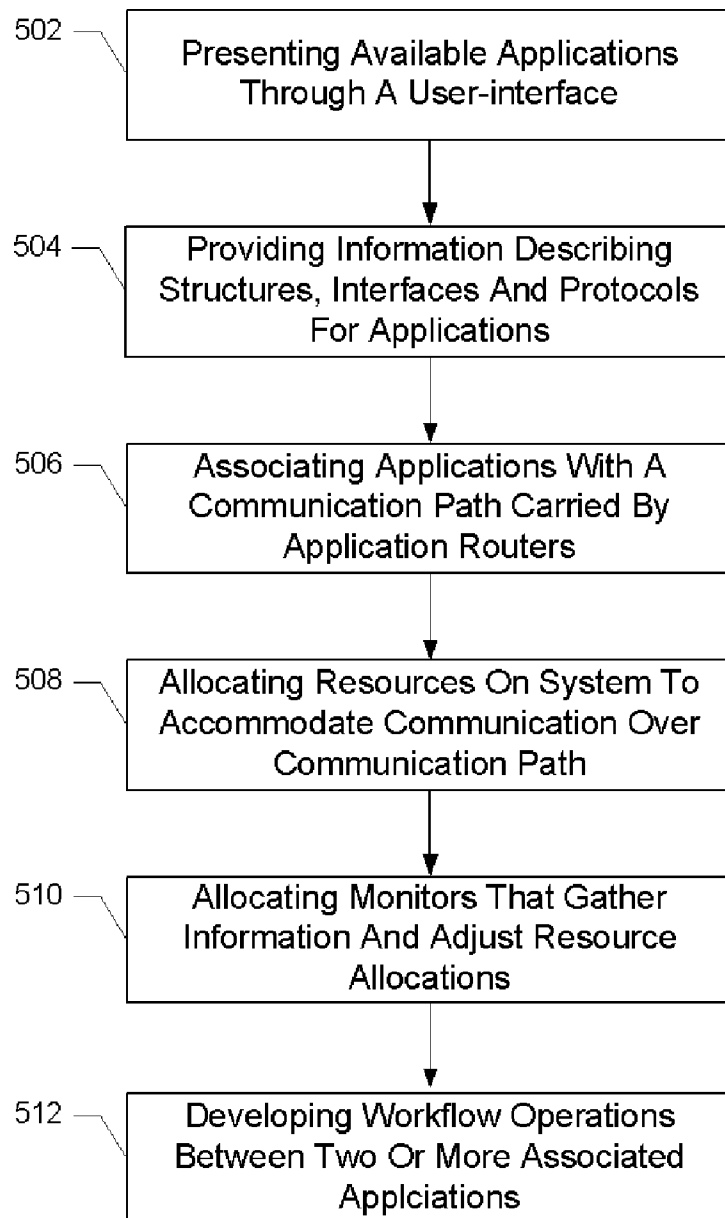 502
Presenting Available Applications
Through A User-interface
504
Providing Information Describing
Structures, Interfaces And Protocols
For Applications
506
Associating Applications With A
Communication Path Carried By
Application Routers
508
Allocating Resources On System To
Accommodate Communication Over
Communication Path
510
Allocating Monitors That Gather
Information And Adjust Resource
Allocations
512
Developing Workflow Operations
Between Two Or More Associated
Applciations